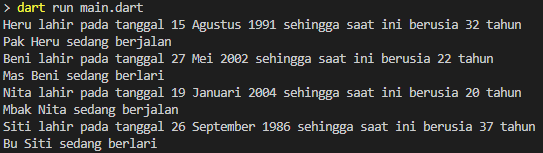 > dart run main.dart
Heru lahir pada tanggal 15 Agustus 1991 sehingga saat ini berusia 32 tahun
Pak Heru sedang berjalan
Beni lahir pada tanggal 27 Mei 2002 sehingga saat ini berusia 22 tahun
Mas Beni sedang berlari
Nita lahir pada tanggal 19 Januari 2004 sehingga saat ini berusia 20 tahun
Mbak Nita sedang berjalan
Siti lahir pada tanggal 26 September 1986 sehingga saat ini berusia 37 tahun
Bu Siti sedang berlari